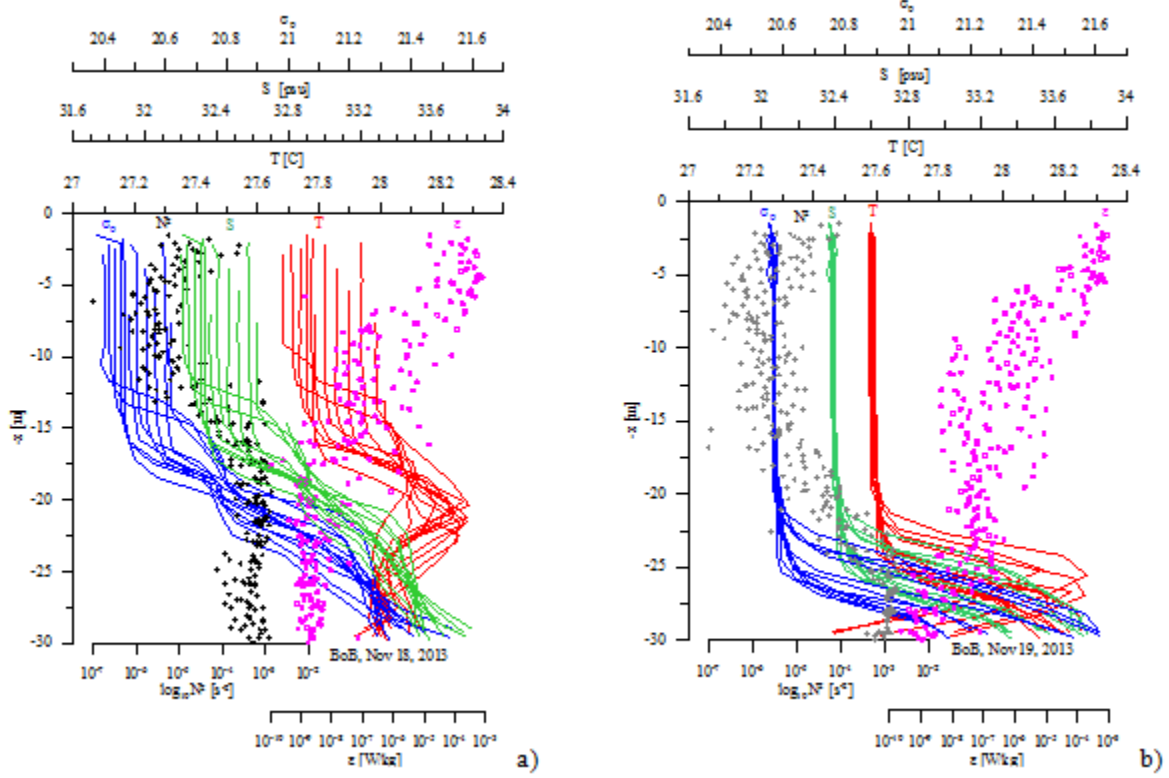 σ₀
20.4 20.6 20.8 21 21.2 21.4 21.6
S [psu]
31.6 32 32.4 32.8 33.2 33.6 34
T [C]
27 27.2 27.4 27.6 27.8 28 28.2 28.4
0
σ₀ N² S T ε
-5
-10
-z [m]
-15
-20
-25
-30
BoB, Nov 18, 2013
log₁₀N² [s⁻²]
ε [W/kg]
a)
σ₀
20.4 20.6 20.8 21 21.2 21.4 21.6
S [psu]
31.6 32 32.4 32.8 33.2 33.6 34
T [C]
27 27.2 27.4 27.6 27.8 28 28.2 28.4
0
σ₀ N² S T ε
-5
-10
-z [m]
-15
-20
-25
-30
BoB, Nov 19, 2013
log₁₀N² [s⁻²]
ε [W/kg]
b)